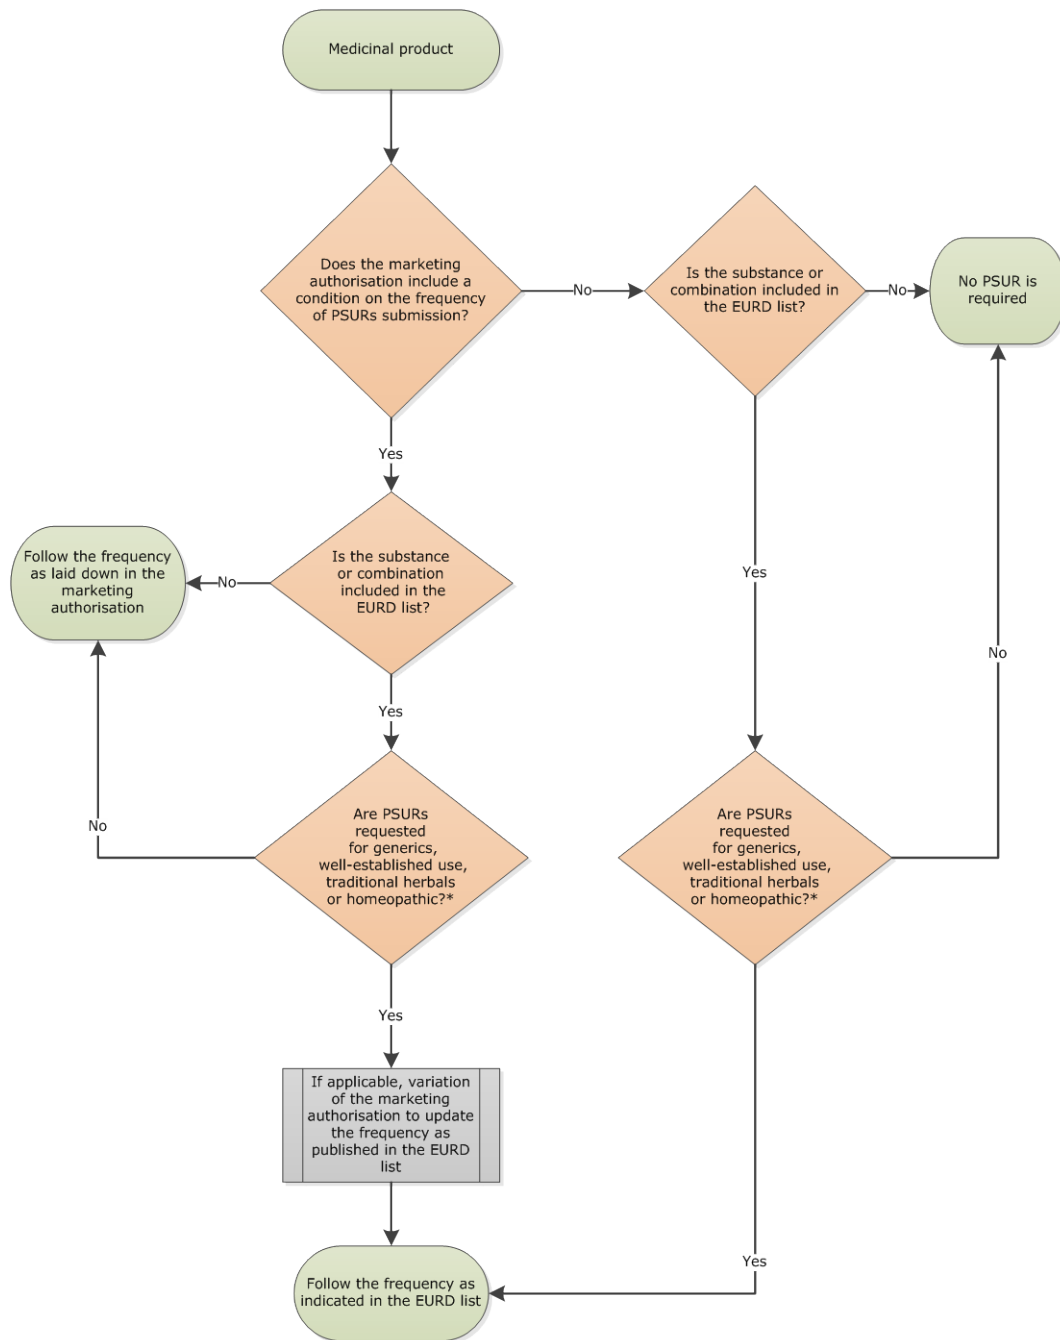 Medicinal product
Does the marketing
authorisation include a
condition on the frequency
of PSURs submission?
No
Is the substance or
combination included in
the EURD list?
No
No PSUR is
required
Yes
Is the substance
or combination
included in the
EURD list?
No
Follow the frequency
as laid down in the
marketing
authorisation
Yes
Yes
No
Are PSURs
requested
for generics,
well-established use,
traditional herbals
or homeopathic?*
No
Are PSURs
requested
for generics,
well-established use,
traditional herbals
or homeopathic?*
Yes
If applicable, variation
of the marketing
authorisation to update
the frequency as
published in the EURD
list
Yes
Follow the frequency as
indicated in the EURD list